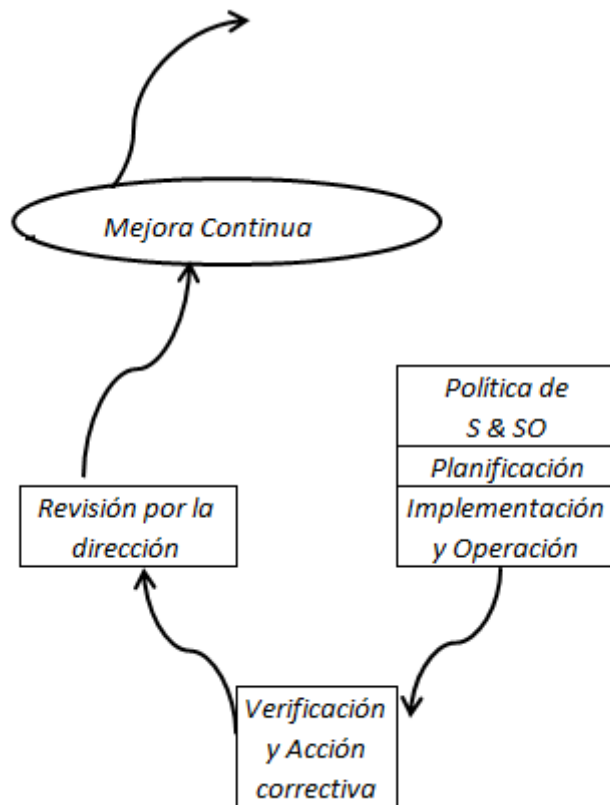 Mejora Continua
Política de
S & SO
Planificación
Implementación
y Operación
Revisión por la
dirección
Verificación
y Acción
correctiva